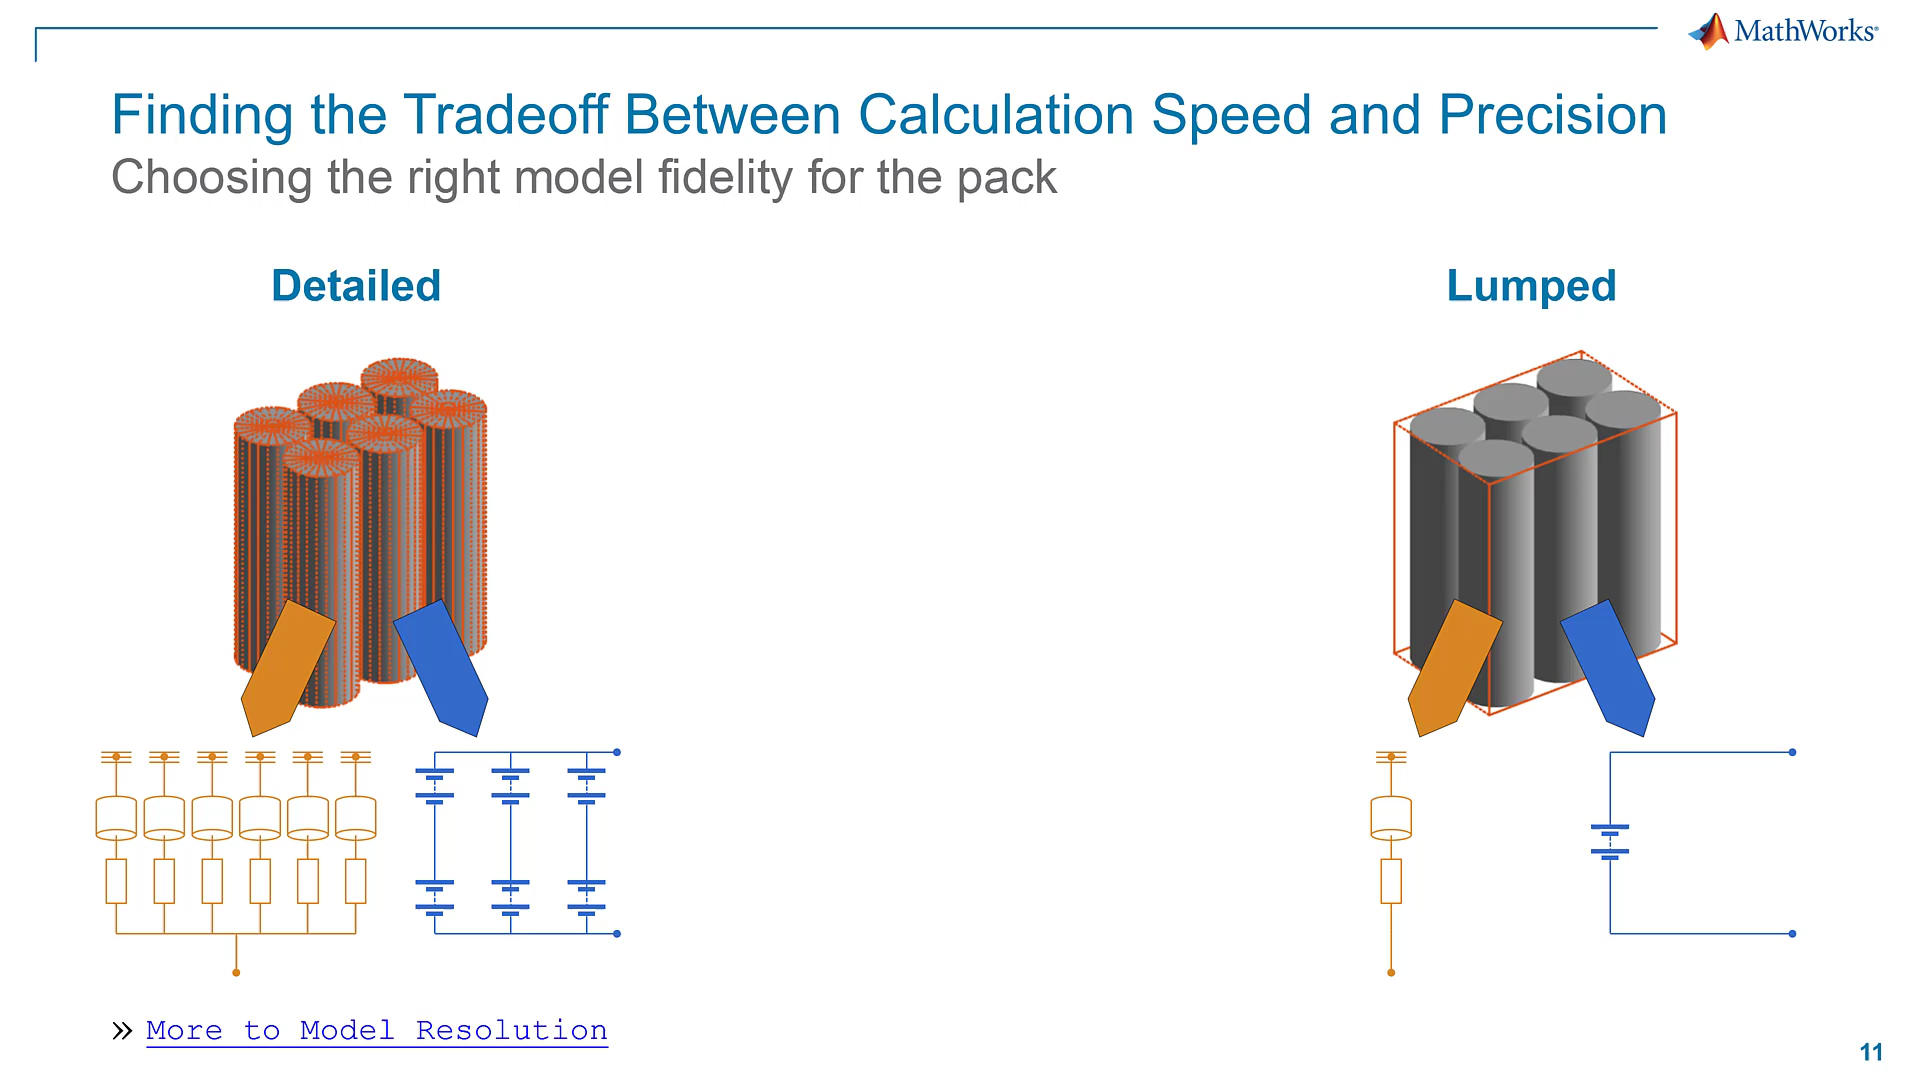 MathWorks®
Finding the Tradeoff Between Calculation Speed and Precision
Choosing the right model fidelity for the pack
Detailed
Lumped
» More to Model Resolution
11